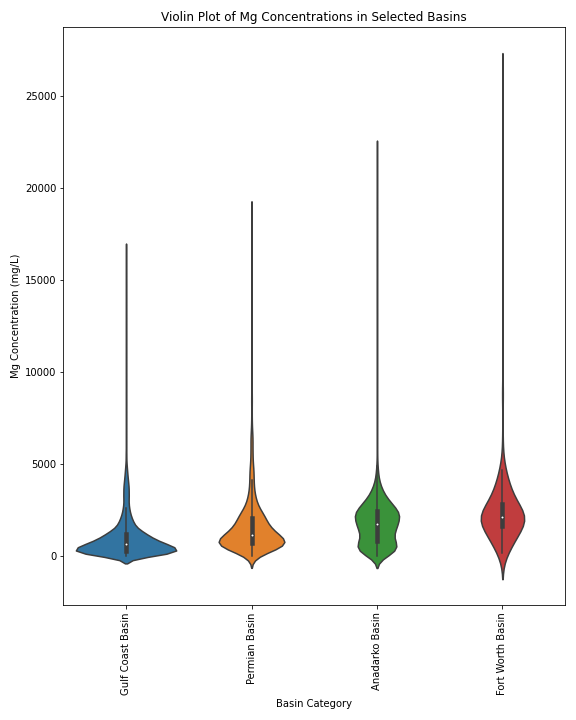 Violin Plot of Mg Concentrations in Selected Basins
25000
20000
15000
10000
5000
0
Mg Concentration (mg/L)
Gulf Coast Basin
Permian Basin
Anadarko Basin
Fort Worth Basin
Basin Category